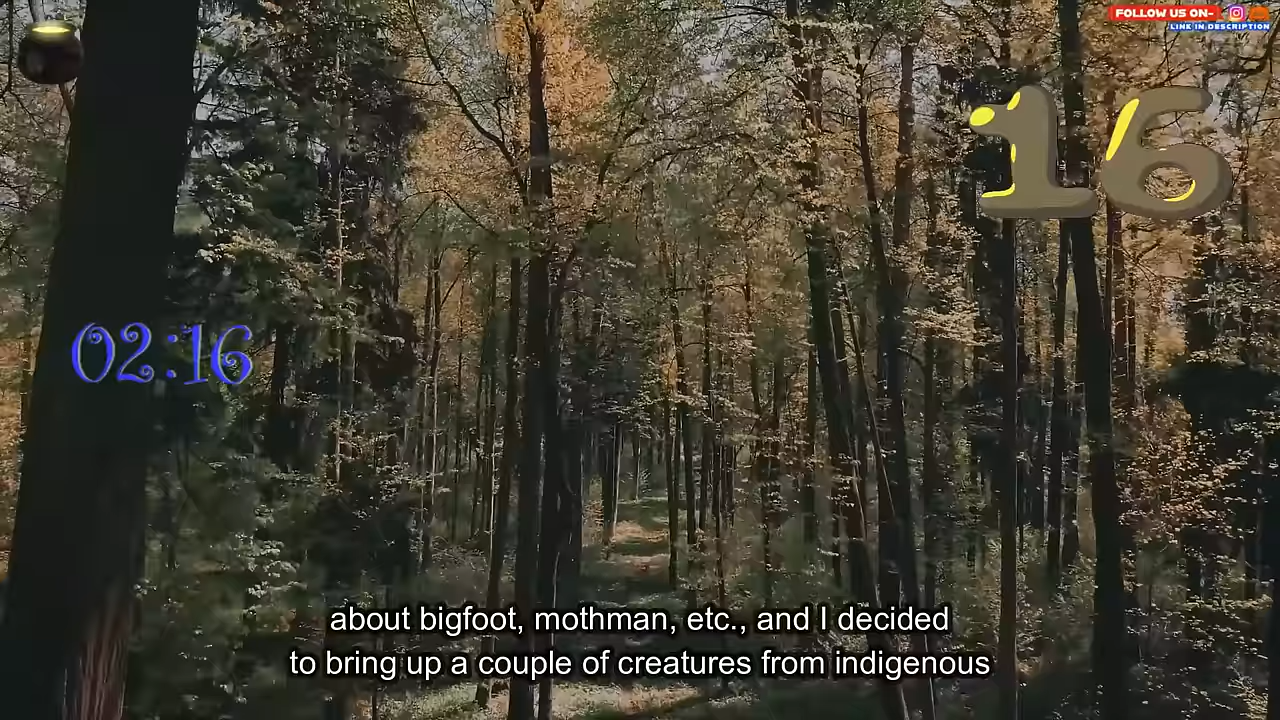 FOLLOW US ON-
LINK IN DESCRIPTION
16
02:16
about bigfoot, mothman, etc., and I decided
to bring up a couple of creatures from indigenous